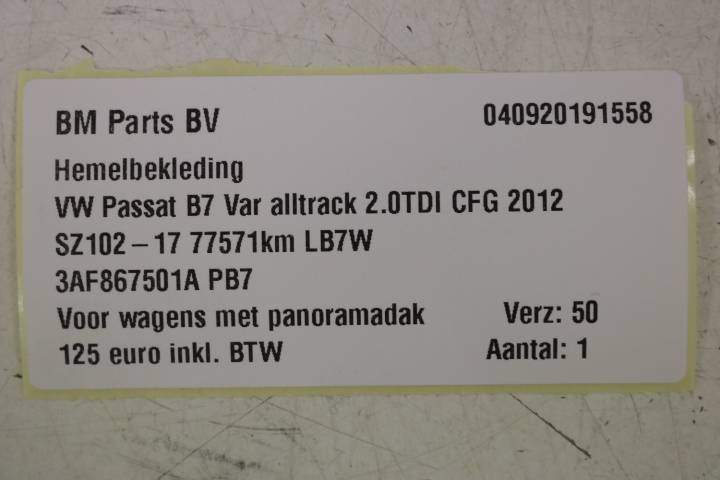 BM Parts BV 040920191558
Hemelbekleding
VW Passat B7 Var alltrack 2.0TDI CFG 2012
SZ102 – 17 77571km LB7W
3AF867501A PB7
Voor wagens met panoramadak Verz: 50
125 euro inkl. BTW Aantal: 1